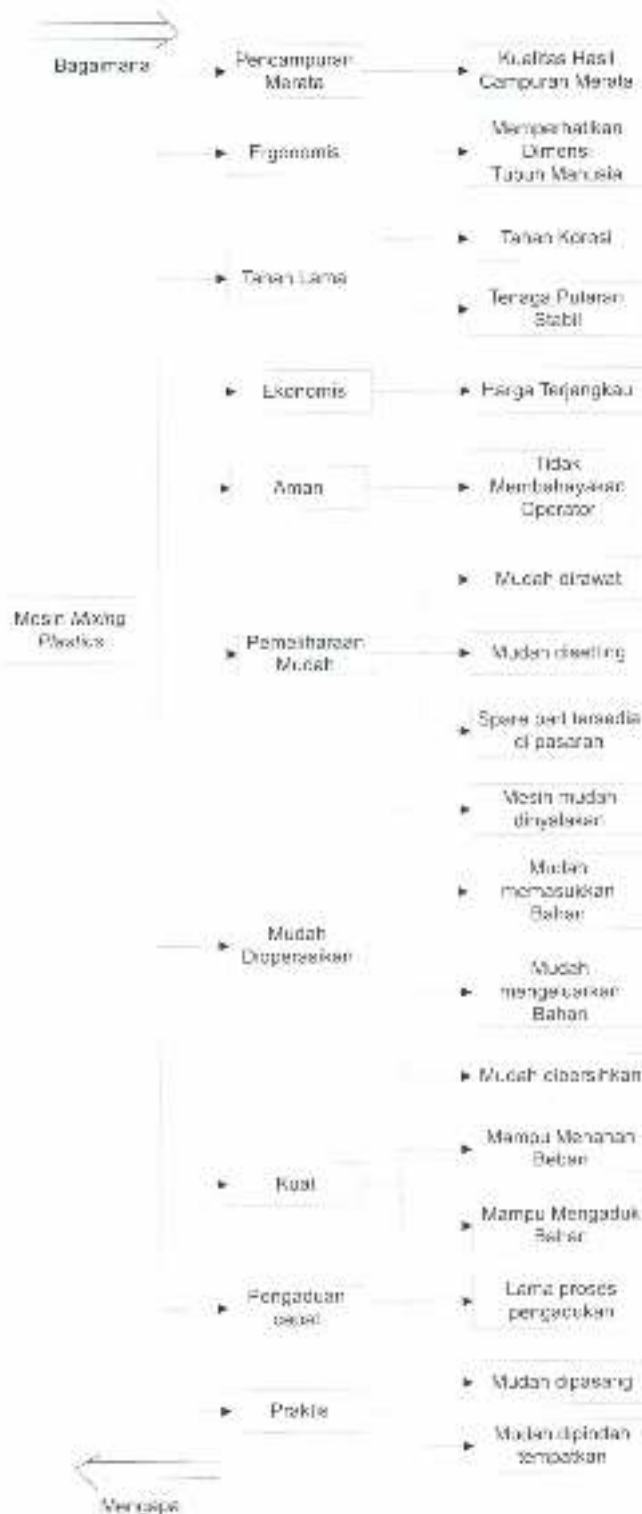 Bagaimana
Pencampuran
Merata
Kualitas Hasil
Campuran Merata
Ergonomis
Memperhatikan
Dimensi
Tubuh Manusia
Tahan Lama
Tahan Korosi
Tenaga Putaran
Stabil
Ekonomis
Harga Terjangkau
Aman
Tidak
Membahayakan
Operator
Mesin Mixing
Plastics
Pemeliharaan
Mudah
Mudah dirawat
Mudah disetting
Spare part tersedia
di pasaran
Mudah
Dioperasikan
Mesin mudah
dinyalakan
Mudah
memasukkan
Bahan
Mudah
mengeluarkan
Bahan
Mudah dibersihkan
Kuat
Mampu Menahan
Beban
Mampu Mengaduk
Bahan
Pengaduan
cepat
Lama proses
pengadukan
Praktis
Mudah dipasang
Mudah dipindah
tempatkan
Mengapa